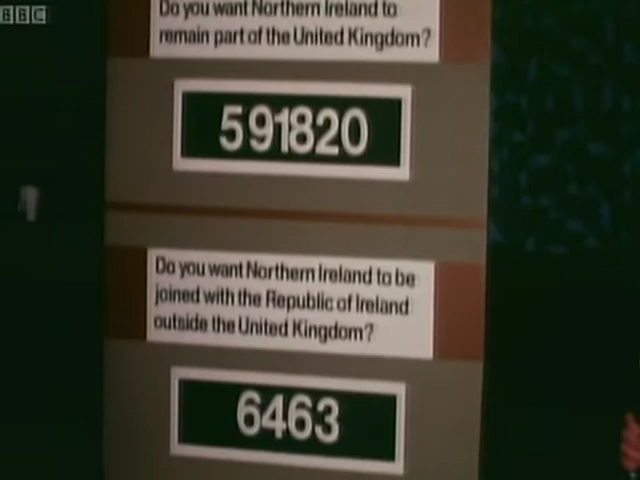 BBC
Do you want Northern Ireland to
remain part of the United Kingdom?
591820
Do you want Northern Ireland to be
joined with the Republic of Ireland
outside the United Kingdom?
6463